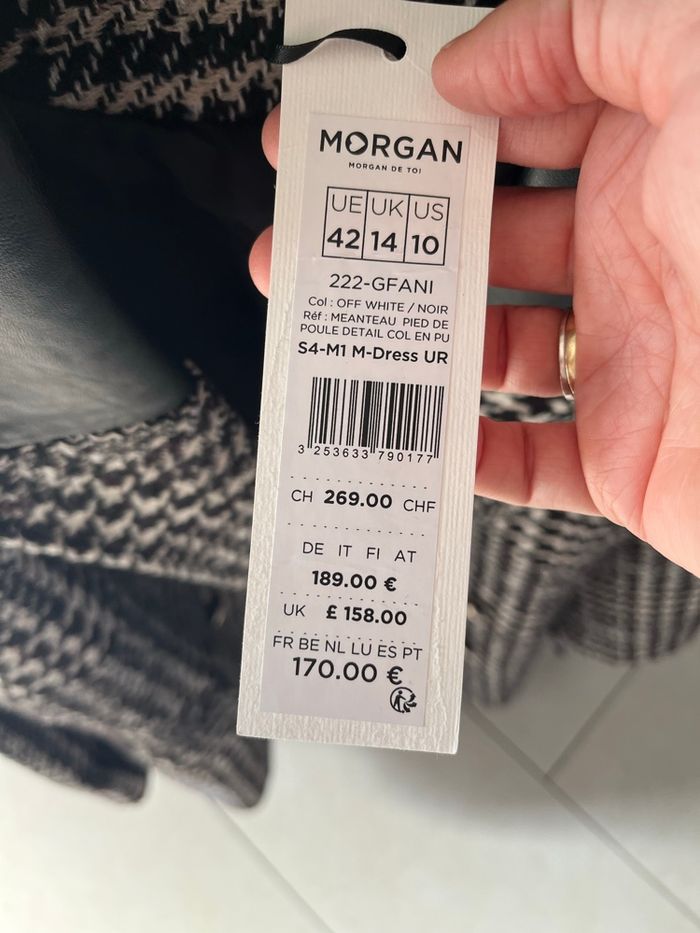 MORGAN
MORGAN DE TOI
UE UK US
42 14 10
222-GFANI
Col : OFF WHITE / NOIR
Réf : MEANTEAU PIED DE
POULE DETAIL COL EN PU
S4-M1 M-Dress UR
3 253633 790177
CH 269.00 CHF
DE IT FI AT
189.00 €
UK £ 158.00
FR BE NL LU ES PT
170.00 €